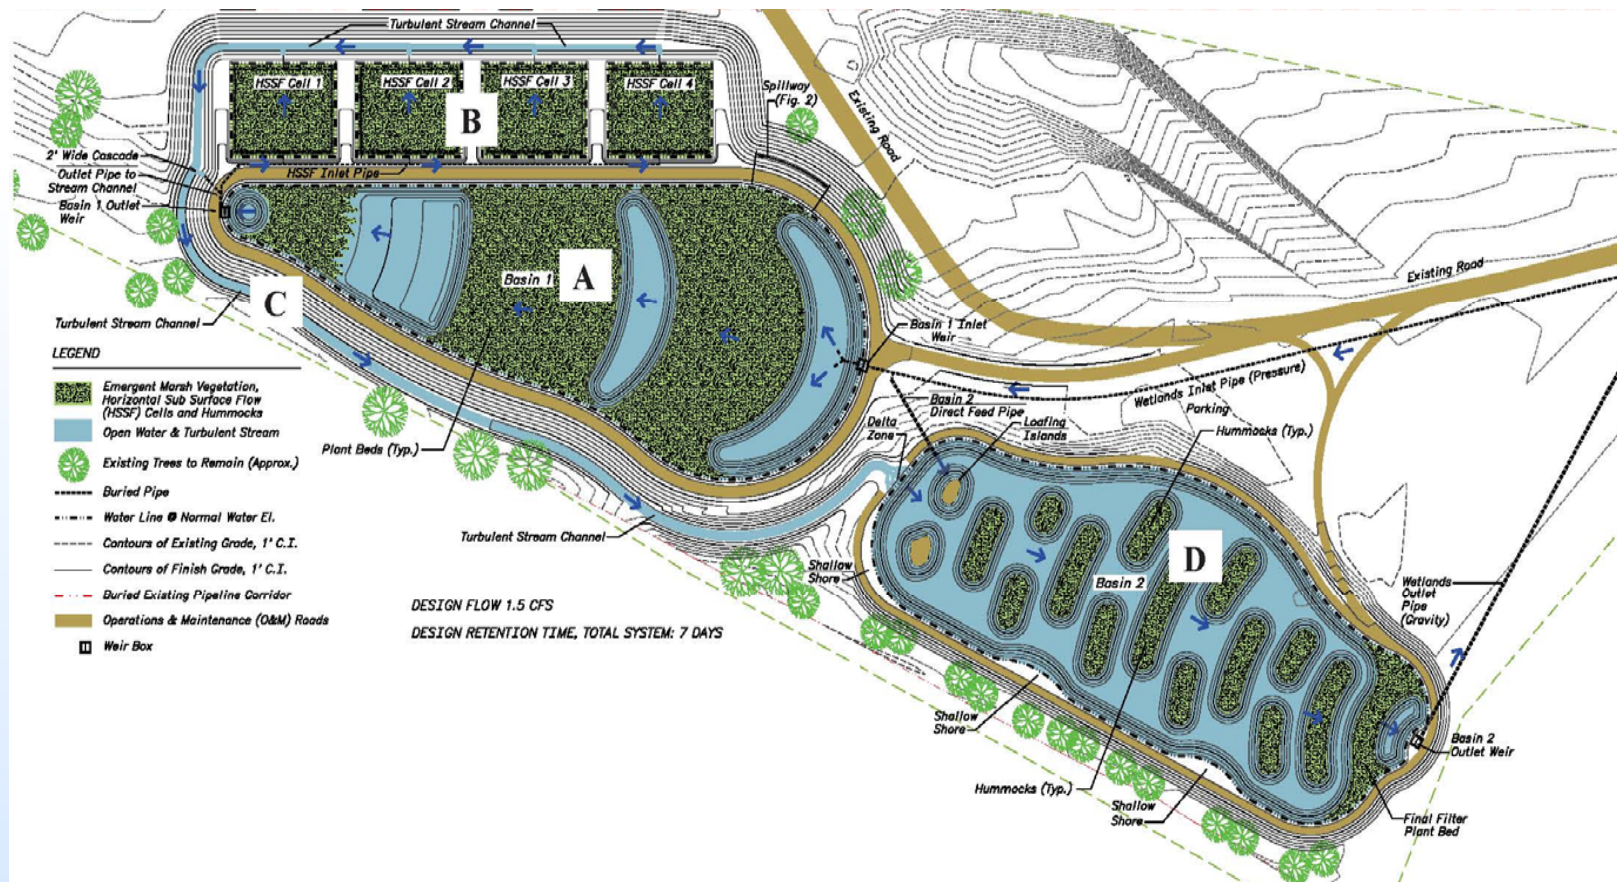 Turbulent Stream Channel
HSSF Cell 1
HSSF Cell 2
HSSF Cell 3
HSSF Cell 4
B
Spillway
(Fig. 2)
Existing Road
2' Wide Cascade
Outlet Pipe to
Stream Channel
Basin 1 Outlet
Weir
HSSF Inlet Pipe
A
Basin 1
C
Turbulent Stream Channel
Existing Road
Basin 1 Inlet
Weir
Wetlands Inlet Pipe (Pressure)
Parking
Basin 2
Direct Feed Pipe
Delta
Zone
Loafing
Islands
Hummocks (Typ.)
Plant Beds (Typ.)
LEGEND
Emergent Marsh Vegetation,
Horizontal Sub Surface Flow
(HSSF) Cells and Hummocks
Open Water & Turbulent Stream
Existing Trees to Remain (Approx.)
Buried Pipe
Water Line @ Normal Water El.
Contours of Existing Grade, 1' C.I.
Contours of Finish Grade, 1' C.I.
Buried Existing Pipeline Corridor
Operations & Maintenance (O&M) Roads
Weir Box
Turbulent Stream Channel
Shallow
Shore
D
Basin 2
Wetlands
Outlet
Pipe
(Gravity)
DESIGN FLOW 1.5 CFS
DESIGN RETENTION TIME, TOTAL SYSTEM: 7 DAYS
Shallow
Shore
Basin 2
Outlet Weir
Hummocks (Typ.)
Shallow
Shore
Final Filter
Plant Bed